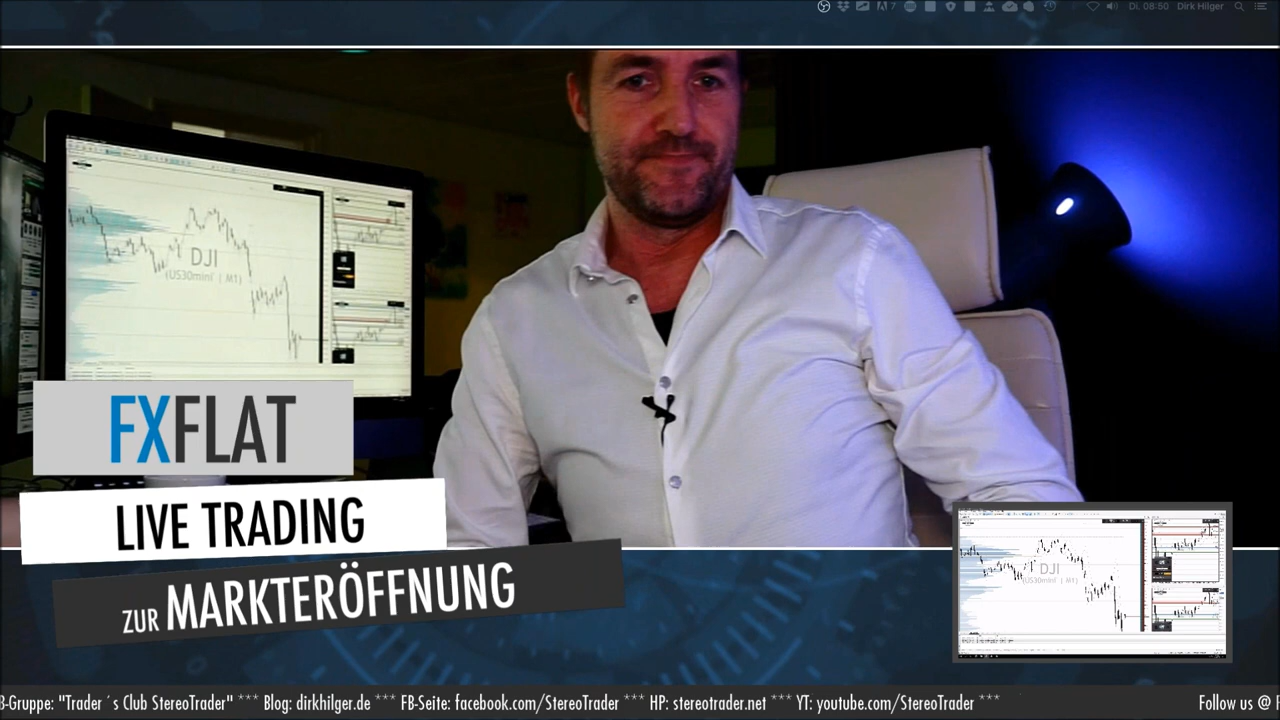 Di. 08:50 Dirk Hilger
DJI
(US30mini | M1)
FXFLAT
LIVE TRADING
ZUR MARKTERÖFFNUNG
DJI
(US30mini | M1)
B-Gruppe: "Trader ´s Club StereoTrader" *** Blog: dirkhilger.de *** FB-Seite: facebook.com/StereoTrader *** HP: stereotrader.net *** YT: youtube.com/StereoTrader ***
Follow us @